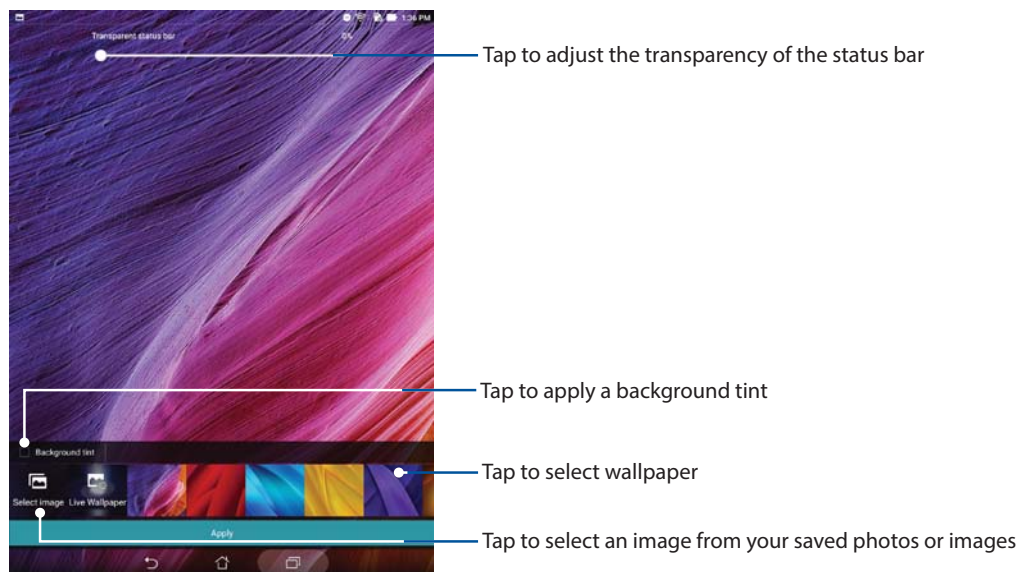 1:36 PM
Transparent status bar 0%
Tap to adjust the transparency of the status bar
Tap to apply a background tint
Background tint
Tap to select wallpaper
Select image Live Wallpaper
Apply
Tap to select an image from your saved photos or images